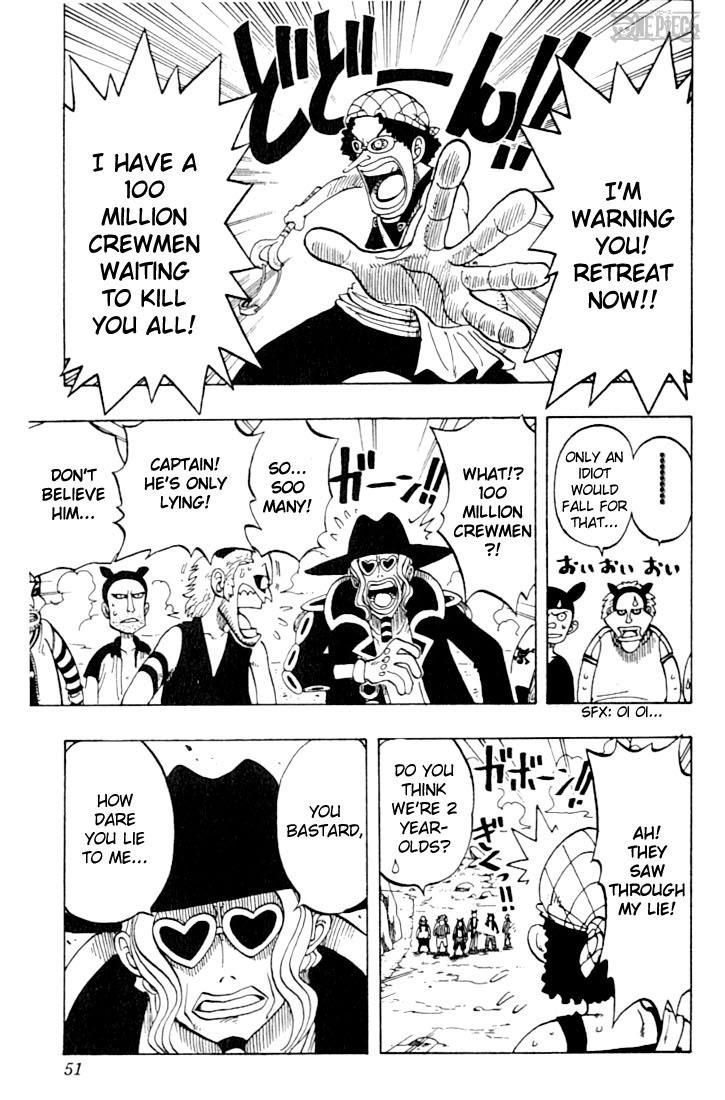 ONE PIECE
どどーん!!
I'M
WARNING
YOU!
RETREAT
NOW!!
I HAVE A
100
MILLION
CREWMEN
WAITING
TO KILL
YOU ALL!
.........
ONLY AN
IDIOT
WOULD
FALL FOR
THAT...
おいおいおい
SFX: OI OI...
WHAT!?
100
MILLION
CREWMEN
?!
ガーン!!
SO...
SOO
MANY!
CAPTAIN!
HE'S ONLY
LYING!
DON'T
BELIEVE
HIM...
AH!
THEY
SAW
THROUGH
MY LIE!
ガボーン!!
ぎくっ!!
DO YOU
THINK
WE'RE 2
YEAR-
OLDS?
YOU
BASTARD,
HOW
DARE
YOU LIE
TO ME...
51